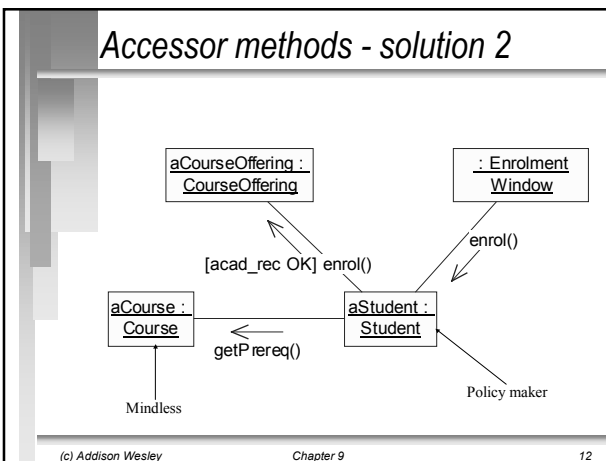 Accessor methods - solution 2
aCourseOffering :
CourseOffering
: Enrolment
Window
enrol()
[acad_rec OK] enrol()
aCourse :
Course
aStudent :
Student
getPrereq()
Mindless
Policy maker
(c) Addison Wesley
Chapter 9
12